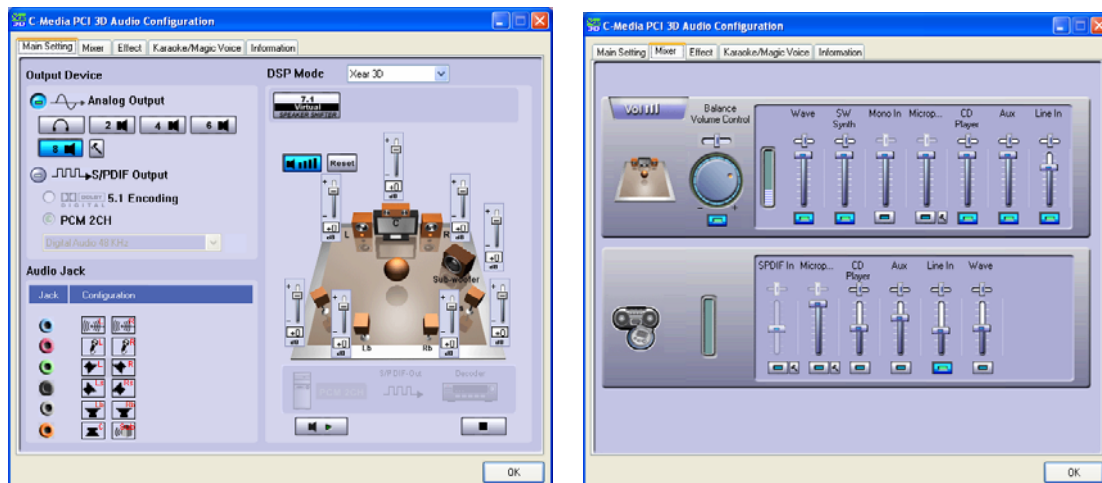 C-Media PCI 3D Audio Configuration
Main Setting Mixer Effect Karaoke/Magic Voice Information
Output Device
Analog Output
2
4
6
8
S/PDIF Output
5.1 Encoding
PCM 2CH
Digital Audio 48 KHz
Audio Jack
Jack Configuration
DSP Mode Xear 3D
7.1
Virtual
SPEAKER SHIFTER
Reset
L
C
R
Sub-woofer
Lb
Rb
S/PDIF-Out Decoder
PCM 2CH
OK
C-Media PCI 3D Audio Configuration
Main Setting Mixer Effect Karaoke/Magic Voice Information
Vol
Balance
Volume Control
Wave
SW
Synth
Mono In
Microp...
CD
Player
Aux
Line In
SPDIF In
Microp...
CD
Player
Aux
Line In
Wave
OK